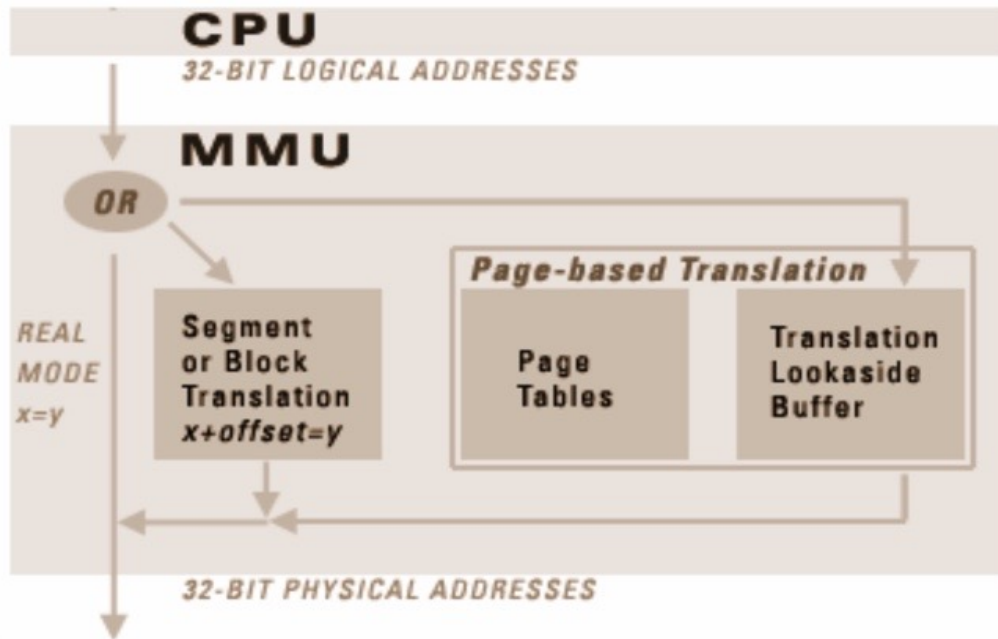 CPU
32-BIT LOGICAL ADDRESSES
MMU
OR
REAL
MODE
x=y
Segment
or Block
Translation
x+offset=y
Page-based Translation
Page
Tables
Translation
Lookaside
Buffer
32-BIT PHYSICAL ADDRESSES